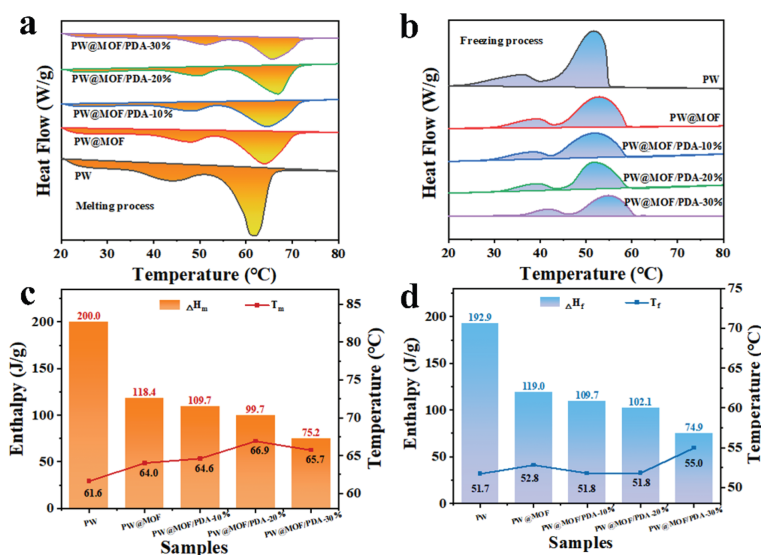 a
PW@MOF/PDA-30%
PW@MOF/PDA-20%
PW@MOF/PDA-10%
PW@MOF
PW
Melting process
Heat Flow (W/g)
20 30 40 50 60 70 80
Temperature (℃)
b
Freezing process
PW
PW@MOF
PW@MOF/PDA-10%
PW@MOF/PDA-20%
PW@MOF/PDA-30%
Heat Flow (W/g)
20 30 40 50 60 70 80
Temperature (℃)
c
△Hm Tm
200.0
118.4
109.7
99.7
75.2
61.6
64.0
64.6
66.9
65.7
Enthalpy (J/g)
200
150
100
50
0
Temperature (℃)
85
80
75
70
65
60
PW PW@MOF PW@MOF/PDA-10% PW@MOF/PDA-20% PW@MOF/PDA-30%
Samples
d
△Hf Tf
192.9
119.0
109.7
102.1
74.9
51.7
52.8
51.8
51.8
55.0
Enthalpy (J/g)
200
150
100
50
0
Temperature (℃)
75
70
65
60
55
50
PW PW@MOF PW@MOF/PDA-10% PW@MOF/PDA-20% PW@MOF/PDA-30%
Samples